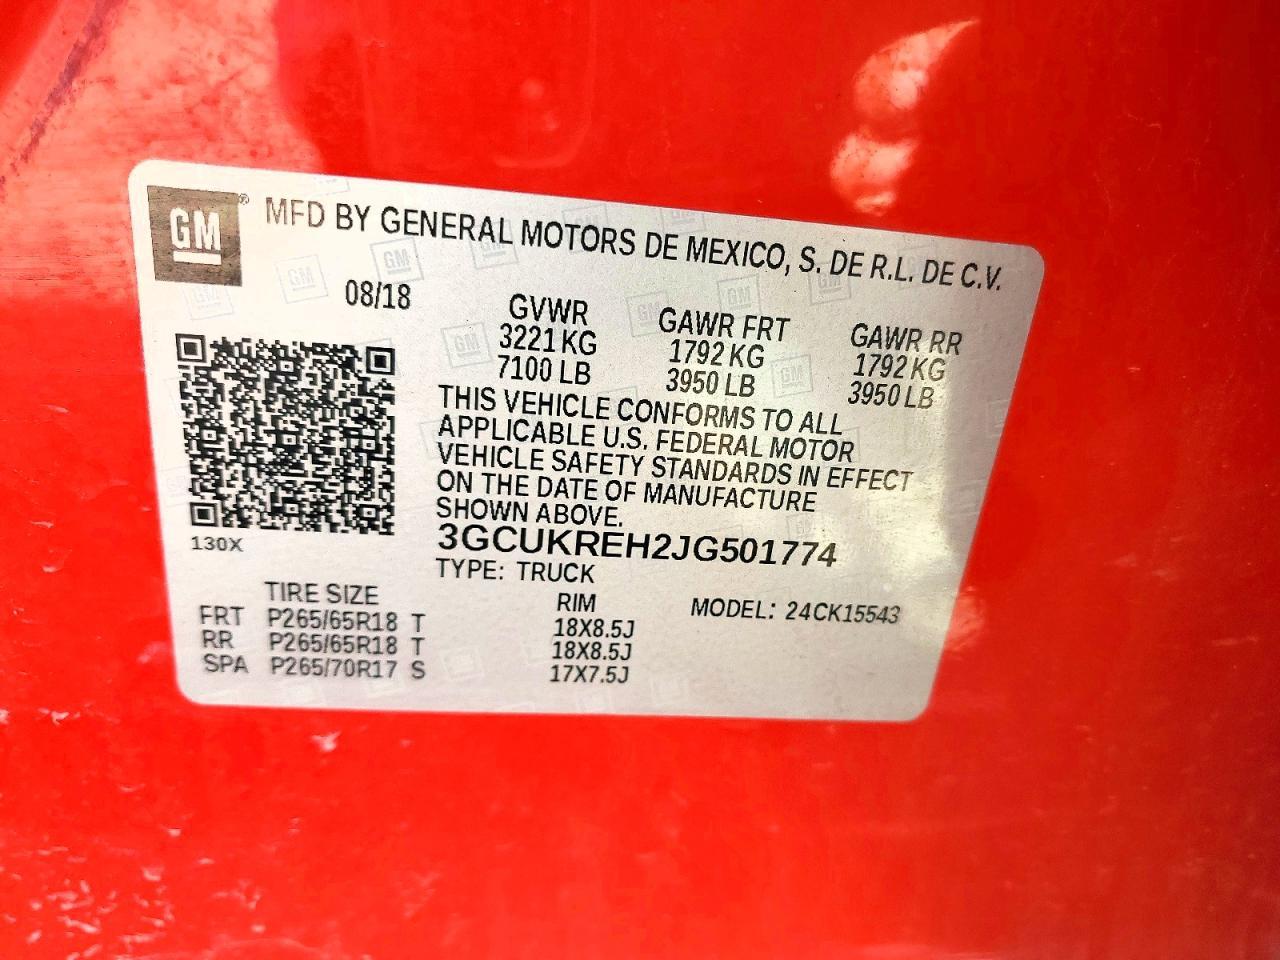 GM ® MFD BY GENERAL MOTORS DE MEXICO, S. DE R.L. DE C.V.
08/18 GVWR GAWR FRT GAWR RR
3221 KG 1792 KG 1792 KG
7100 LB 3950 LB 3950 LB
THIS VEHICLE CONFORMS TO ALL
APPLICABLE U.S. FEDERAL MOTOR
VEHICLE SAFETY STANDARDS IN EFFECT
ON THE DATE OF MANUFACTURE
SHOWN ABOVE.
130X 3GCUKREH2JG501774
TYPE: TRUCK
TIRE SIZE RIM MODEL: 24CK15543
FRT P265/65R18 T 18X8.5J
RR P265/65R18 T 18X8.5J
SPA P265/70R17 S 17X7.5J